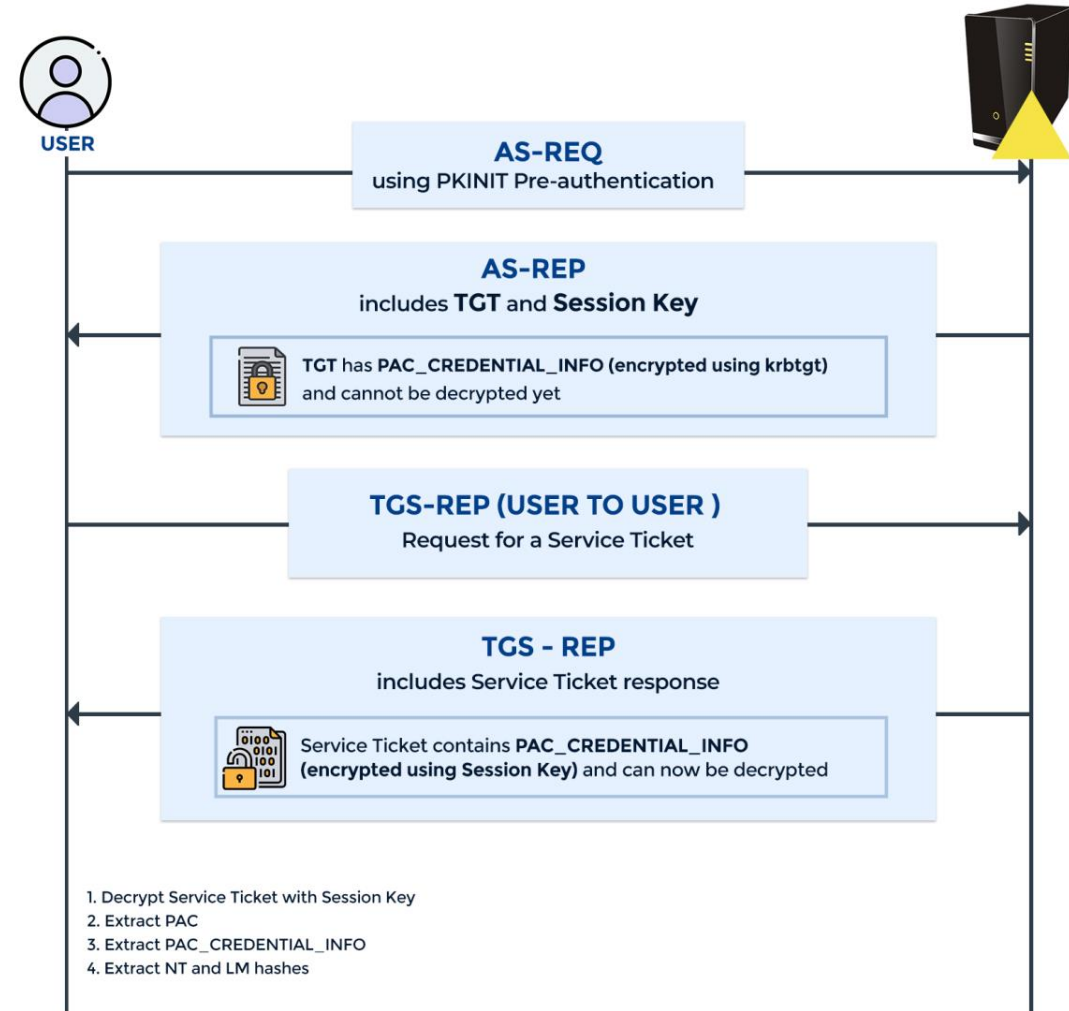 USER
AS-REQ
using PKINIT Pre-authentication
AS-REP
includes TGT and Session Key
TGT has PAC_CREDENTIAL_INFO (encrypted using krbtgt)
and cannot be decrypted yet
TGS-REP (USER TO USER )
Request for a Service Ticket
TGS - REP
includes Service Ticket response
Service Ticket contains PAC_CREDENTIAL_INFO
(encrypted using Session Key) and can now be decrypted
1. Decrypt Service Ticket with Session Key
2. Extract PAC
3. Extract PAC_CREDENTIAL_INFO
4. Extract NT and LM hashes